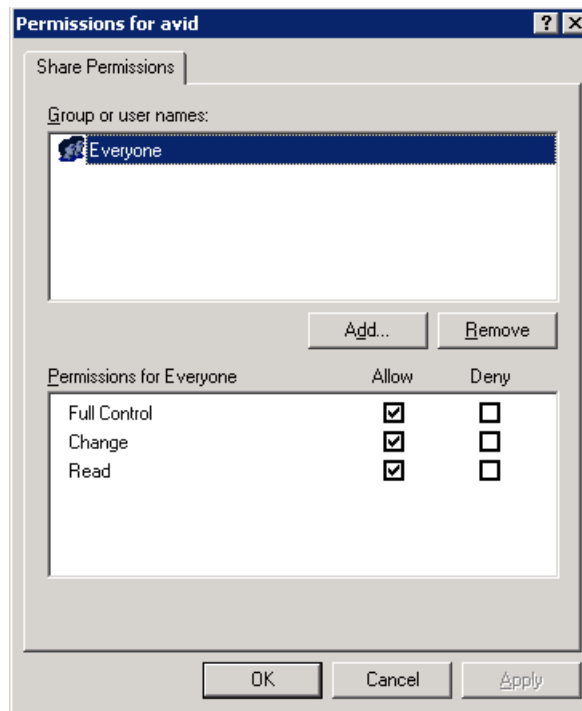 Permissions for avid
Share Permissions
Group or user names:
Everyone
Add... Remove
Permissions for Everyone Allow Deny
Full Control
Change
Read
OK Cancel Apply